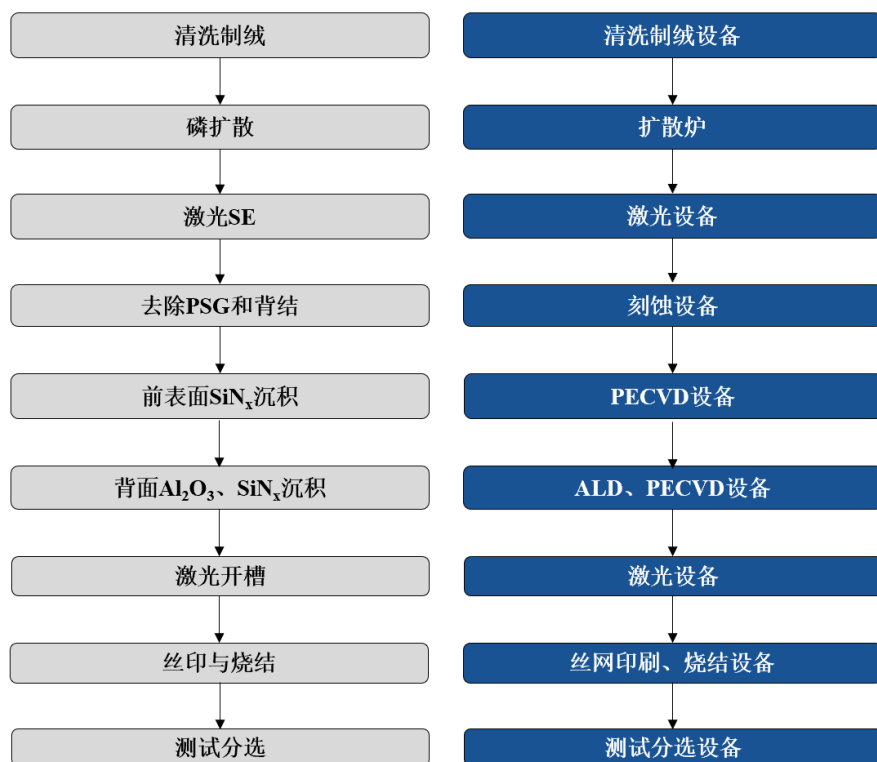 清洗制绒
清洗制绒设备
磷扩散
扩散炉
激光SE
激光设备
去除PSG和背结
刻蚀设备
前表面SiNx沉积
PECVD设备
背面Al2O3、SiNx沉积
ALD、PECVD设备
激光开槽
激光设备
丝印与烧结
丝网印刷、烧结设备
测试分选
测试分选设备